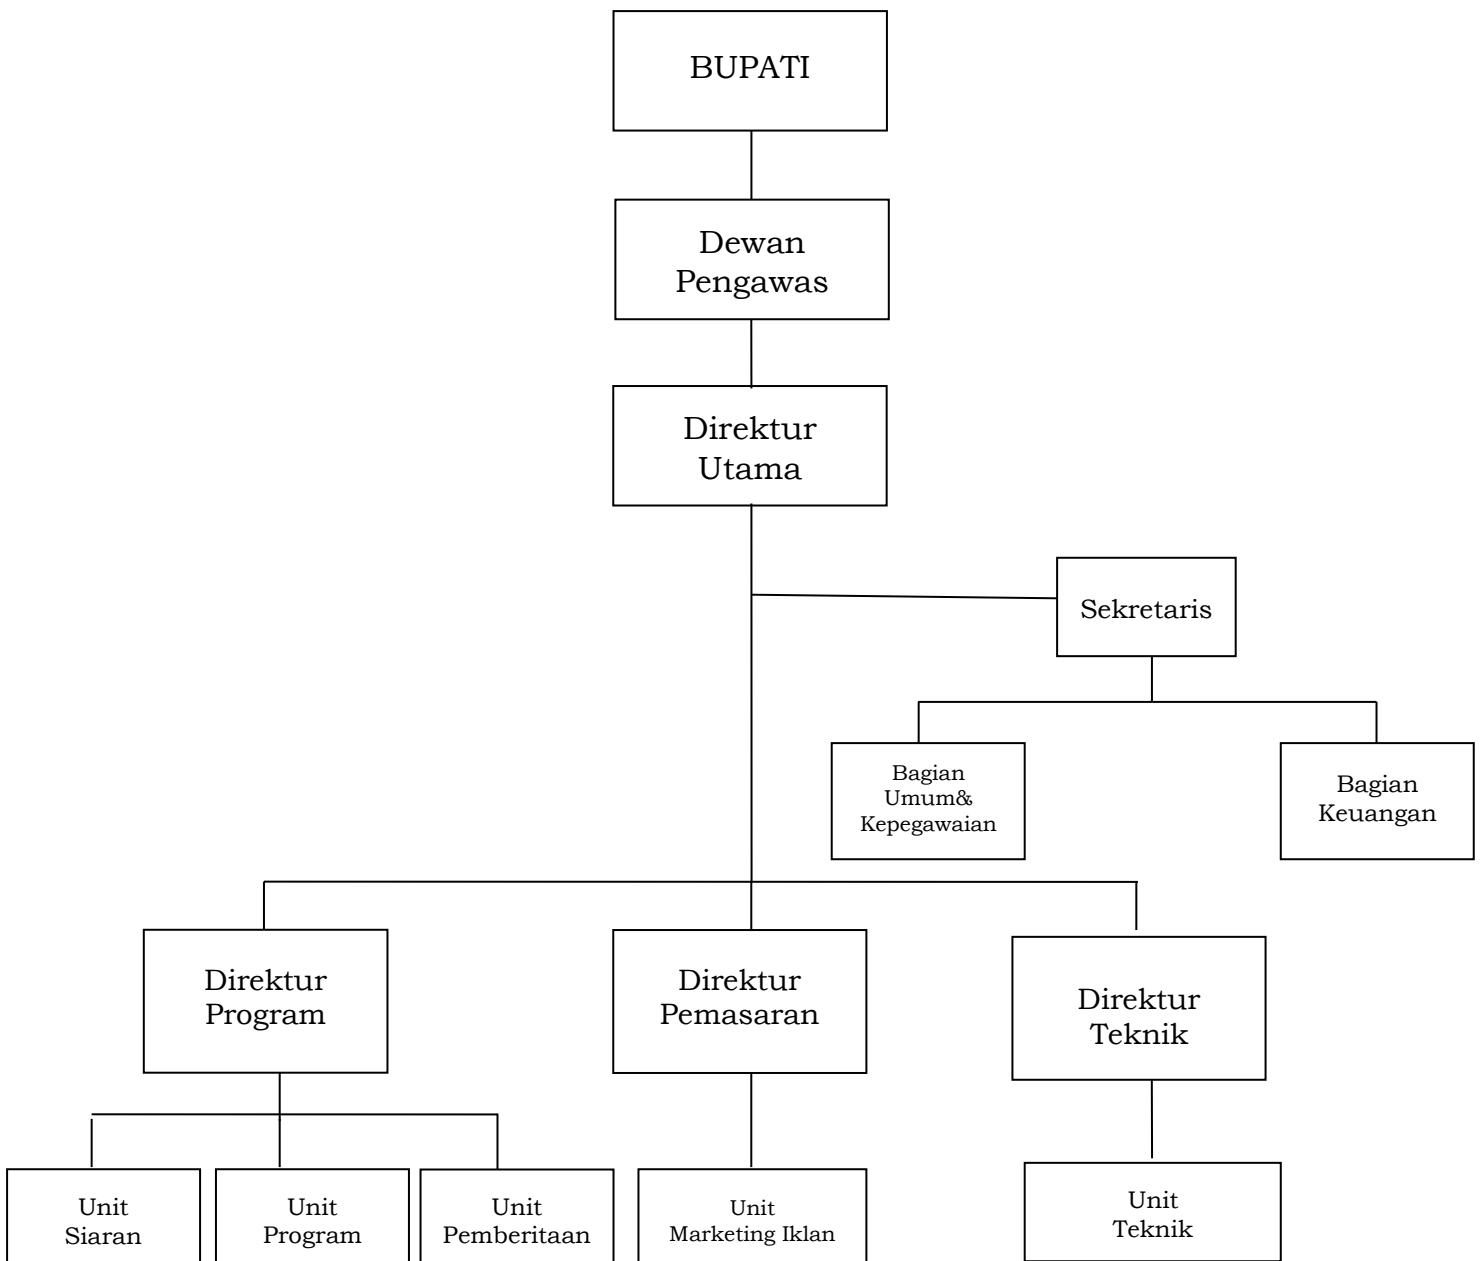 BUPATI
Dewan
Pengawas
Direktur
Utama
Sekretaris
Bagian
Umum&
Kepegawaian
Bagian
Keuangan
Direktur
Program
Direktur
Pemasaran
Direktur
Teknik
Unit
Siaran
Unit
Program
Unit
Pemberitaan
Unit
Marketing Iklan
Unit
Teknik